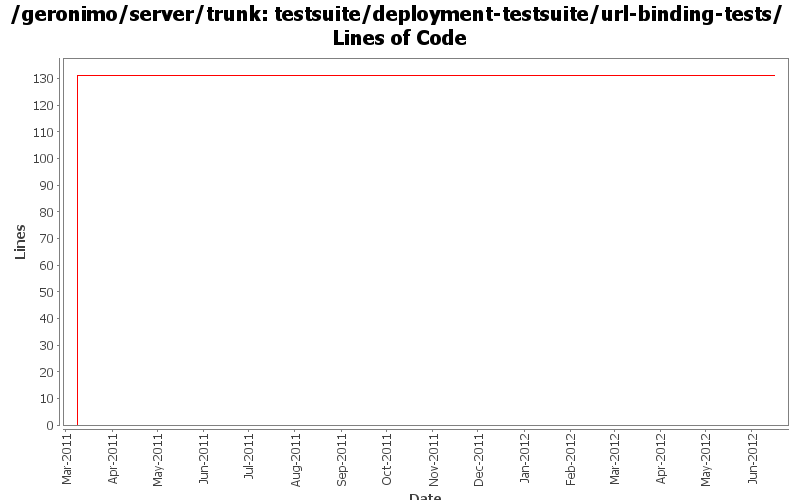 /geronimo/server/trunk: testsuite/deployment-testsuite/url-binding-tests/
Lines of Code
130
120
110
100
90
80
70
60
50
40
30
20
10
0
Lines
Mar-2011
Apr-2011
May-2011
Jun-2011
Jul-2011
Aug-2011
Sep-2011
Oct-2011
Nov-2011
Dec-2011
Jan-2012
Feb-2012
Mar-2012
Apr-2012
May-2012
Jun-2012
Date